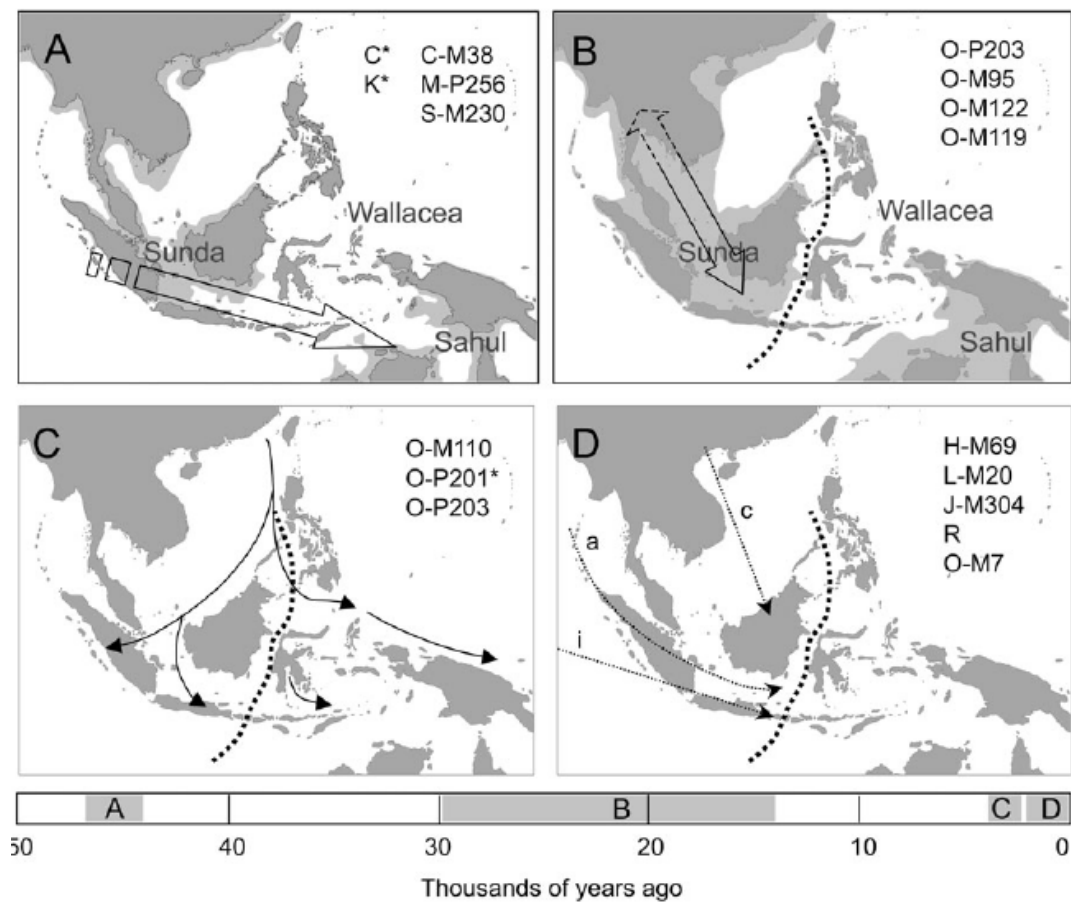 A
C* C-M38
K* M-P256
S-M230
Wallacea
Sunda
Sahul
B
O-P203
O-M95
O-M122
O-M119
Wallacea
Sunda
Sahul
C
O-M110
O-P201*
O-P203
D
H-M69
L-M20
J-M304
R
O-M7
c
a
i
A B C D
50 40 30 20 10 0
Thousands of years ago